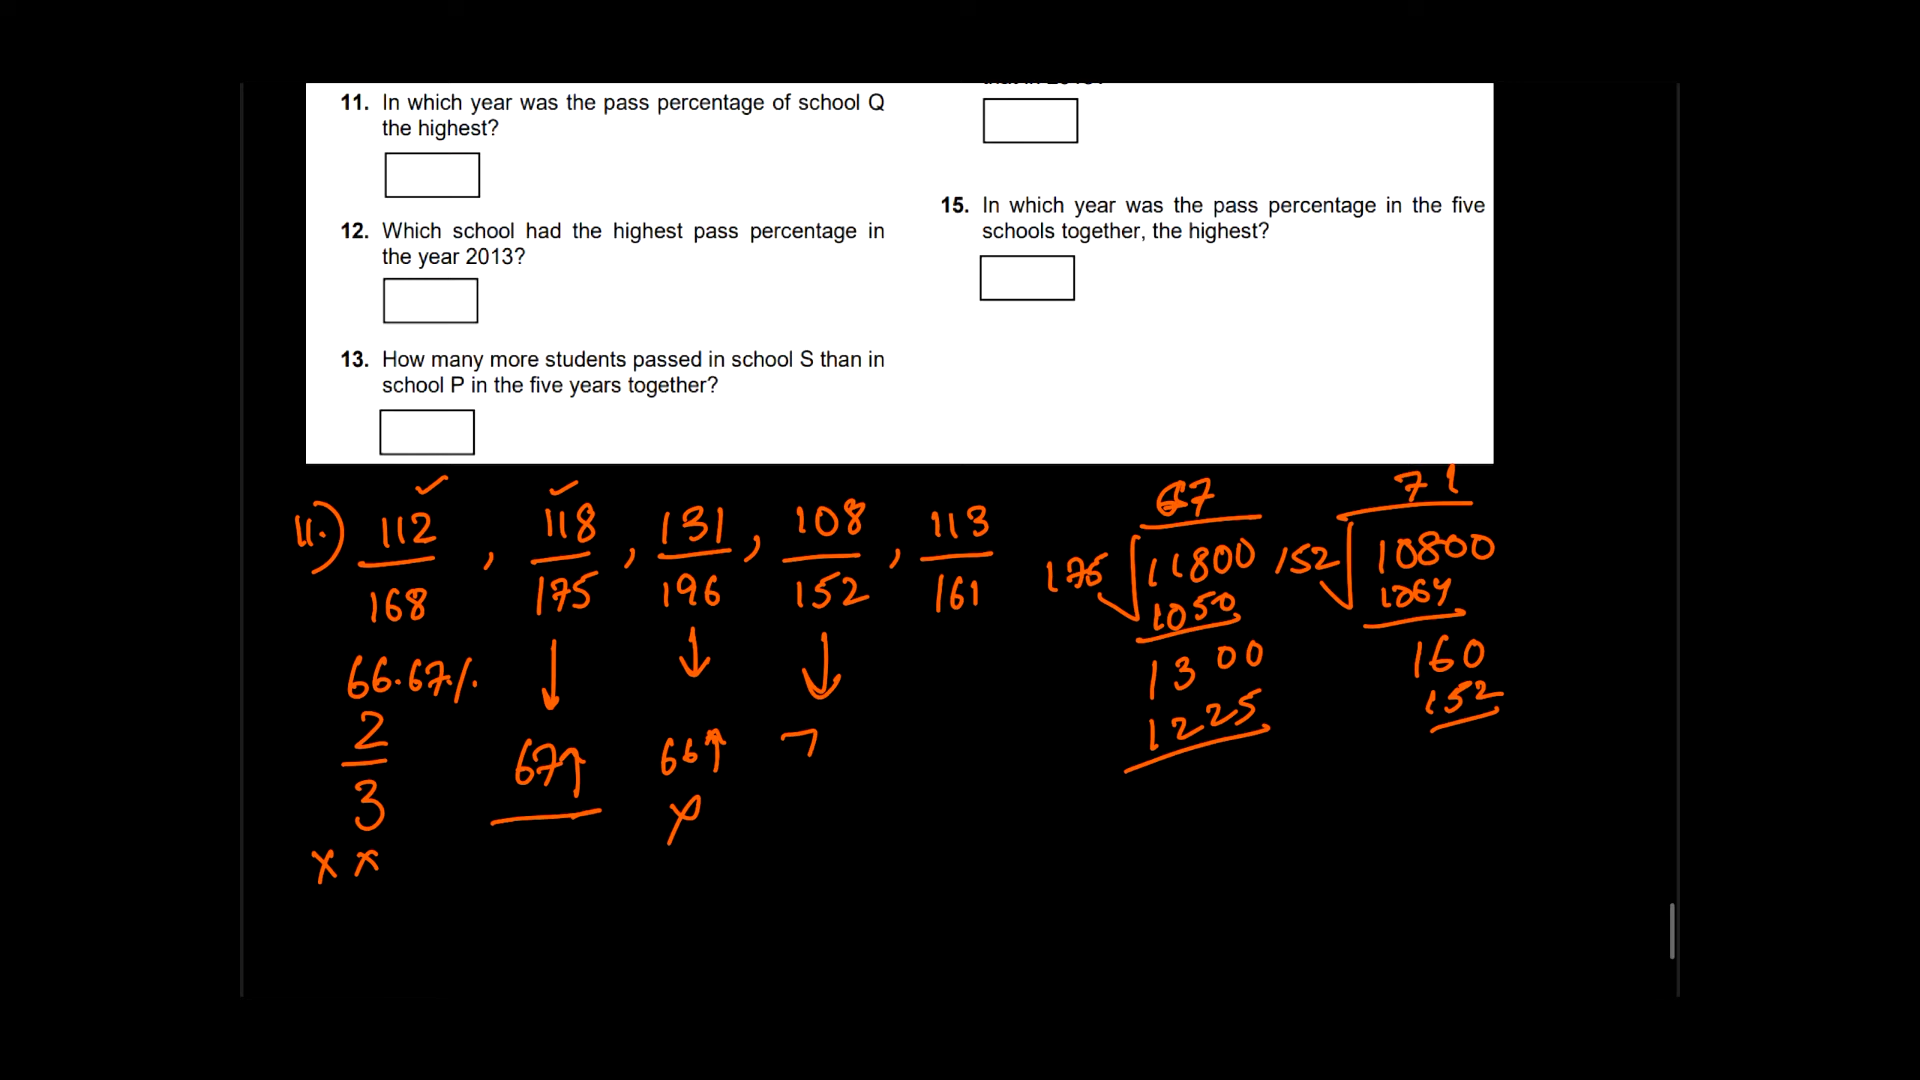 11. In which year was the pass percentage of school Q
the highest?
12. Which school had the highest pass percentage in
the year 2013?
13. How many more students passed in school S than in
school P in the five years together?
15. In which year was the pass percentage in the five
schools together, the highest?
11.) 112/168 , 118/175 , 131/196 , 108/152 , 113/161
66.67%
2/3
x x
67↑
66↑
x
7
67
175 11800
1050
1300
1225
71
152 10800
1064
160
152